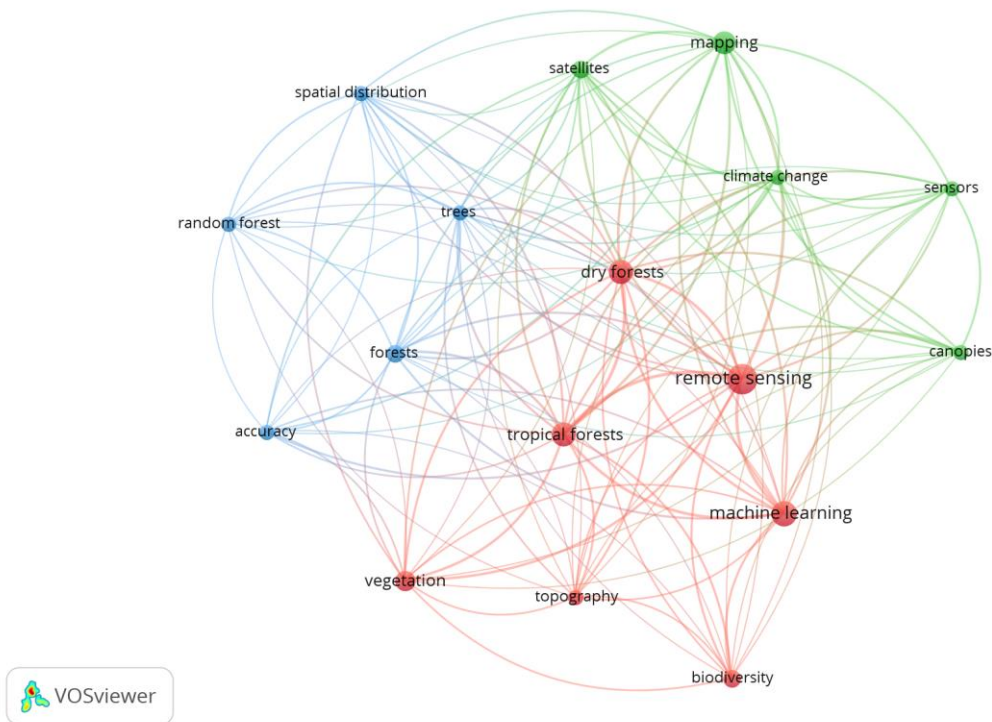 mapping
satellites
spatial distribution
climate change
sensors
trees
random forest
dry forests
forests
canopies
remote sensing
accuracy
tropical forests
machine learning
vegetation
topography
biodiversity
VOSviewer